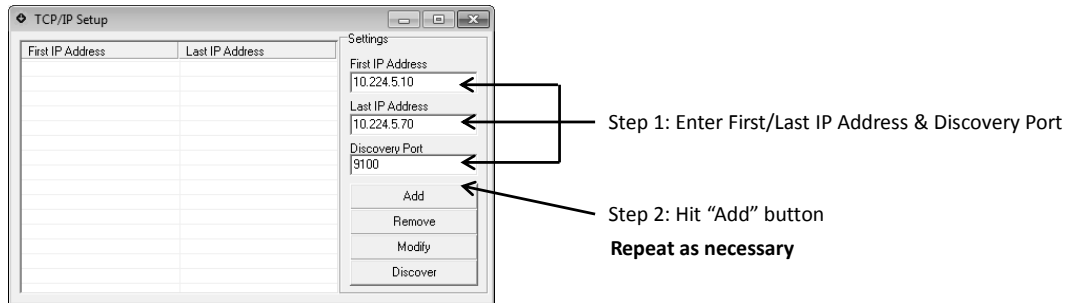 TCP/IP Setup
First IP Address Last IP Address
Settings
First IP Address
10.224.5.10
Last IP Address
10.224.5.70
Discovery Port
9100
Add
Remove
Modify
Discover
Step 1: Enter First/Last IP Address & Discovery Port
Step 2: Hit “Add” button
Repeat as necessary